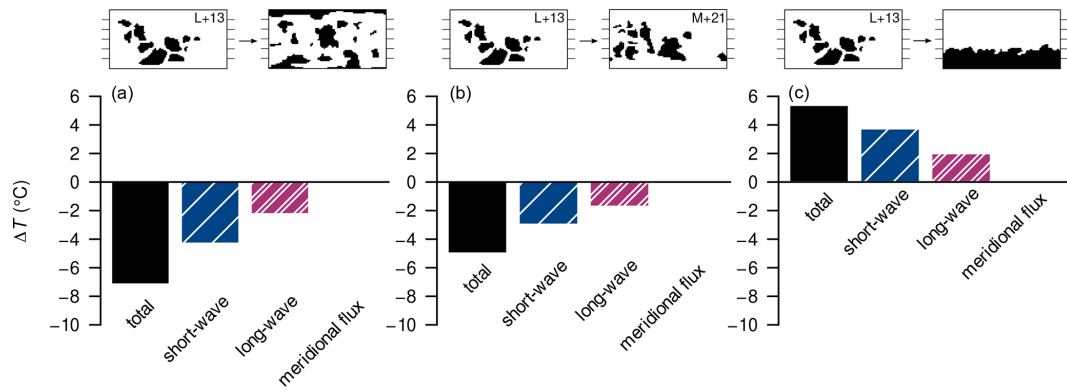 L+13
L+13
M+21
L+13
6
4
2
0
−2
−4
−6
−8
−10
ΔT (°C)
(a)
total
short-wave
long-wave
meridional flux
6
4
2
0
−2
−4
−6
−8
−10
(b)
total
short-wave
long-wave
meridional flux
6
4
2
0
−2
−4
−6
−8
−10
(c)
total
short-wave
long-wave
meridional flux